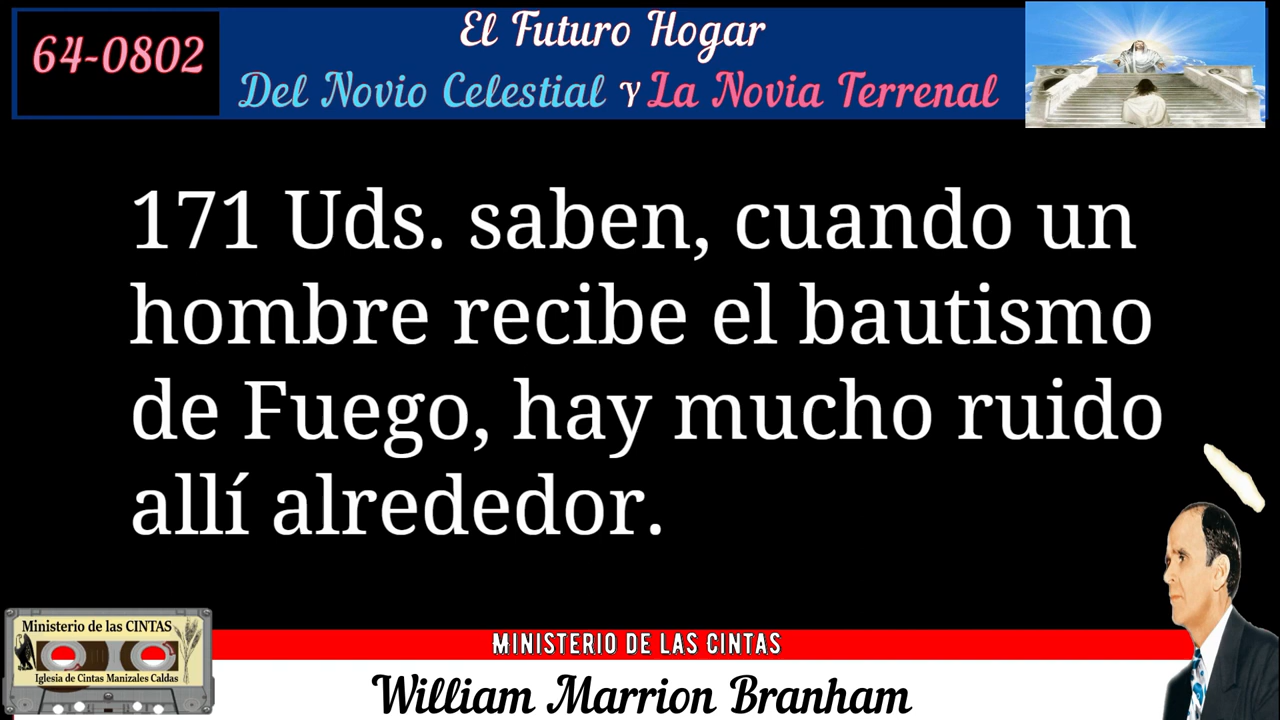 64-0802
El Futuro Hogar
Del Novio Celestial Y La Novia Terrenal
171 Uds. saben, cuando un
hombre recibe el bautismo
de Fuego, hay mucho ruido
allí alrededor.
Ministerio de las CINTAS
Iglesia de Cintas Manizales Caldas
MINISTERIO DE LAS CINTAS
William Marrion Branham